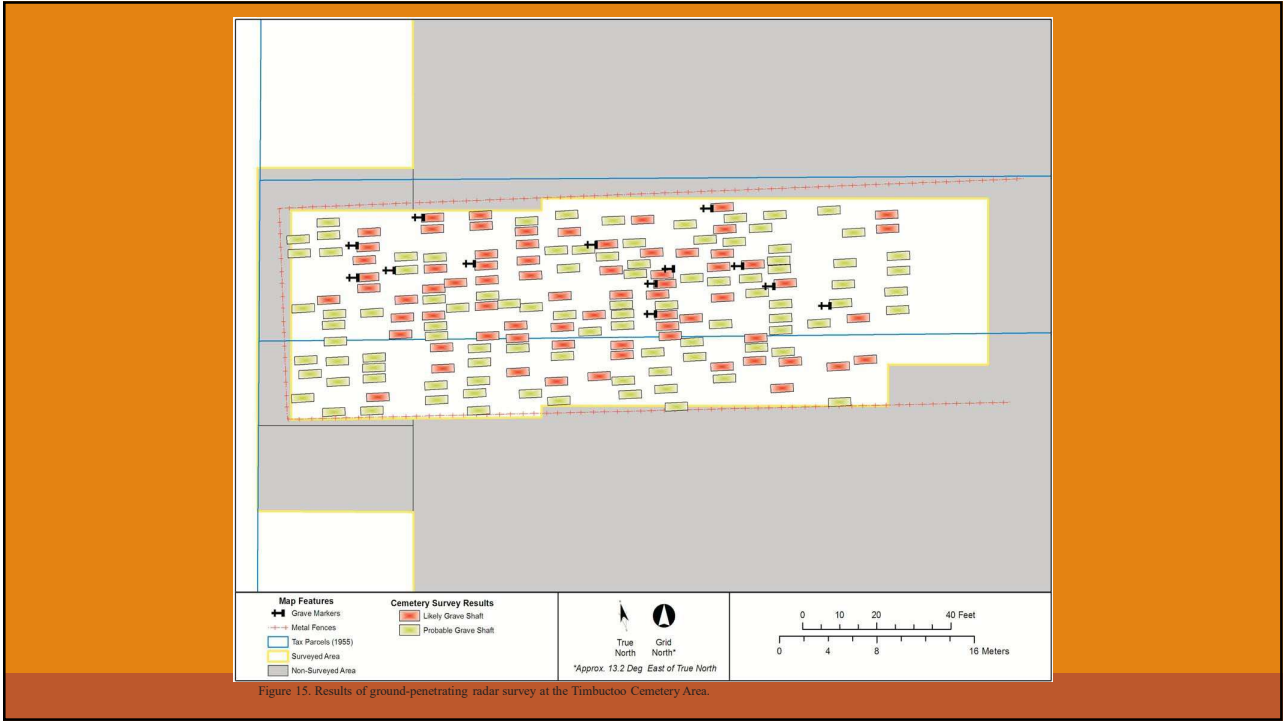 Map Features
Grave Markers
Metal Fences
Tax Parcels (1955)
Surveyed Area
Non-Surveyed Area
Cemetery Survey Results
Likely Grave Shaft
Probable Grave Shaft
True North
Grid North*
*Approx. 13.2 Deg East of True North
0 10 20 40 Feet
0 4 8 16 Meters
Figure 15. Results of ground-penetrating radar survey at the Timbuctoo Cemetery Area.